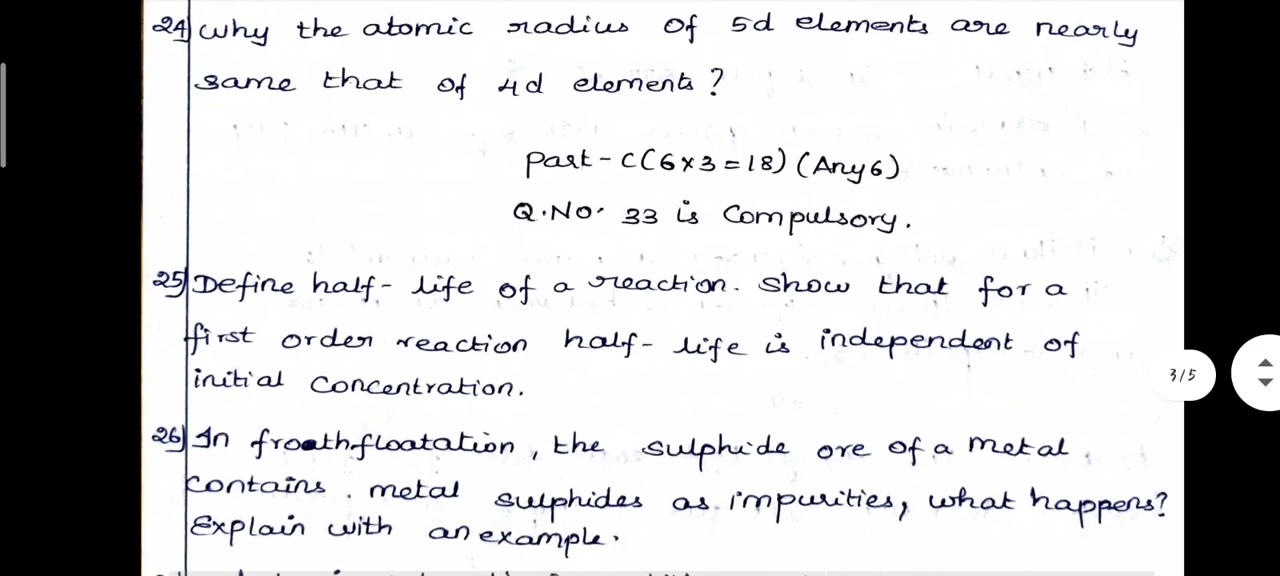 24) Why the atomic radius of 5d elements are nearly
same that of 4d elements?
Part - C (6 x 3 = 18) (Any 6)
Q.No. 33 is Compulsory.
25) Define half- life of a reaction. Show that for a
first order reaction half- life is independent of
initial concentration.
3/5
26) In frothfloatation, the sulphide ore of a metal
contains. metal sulphides as impurities, what happens?
Explain with an example.